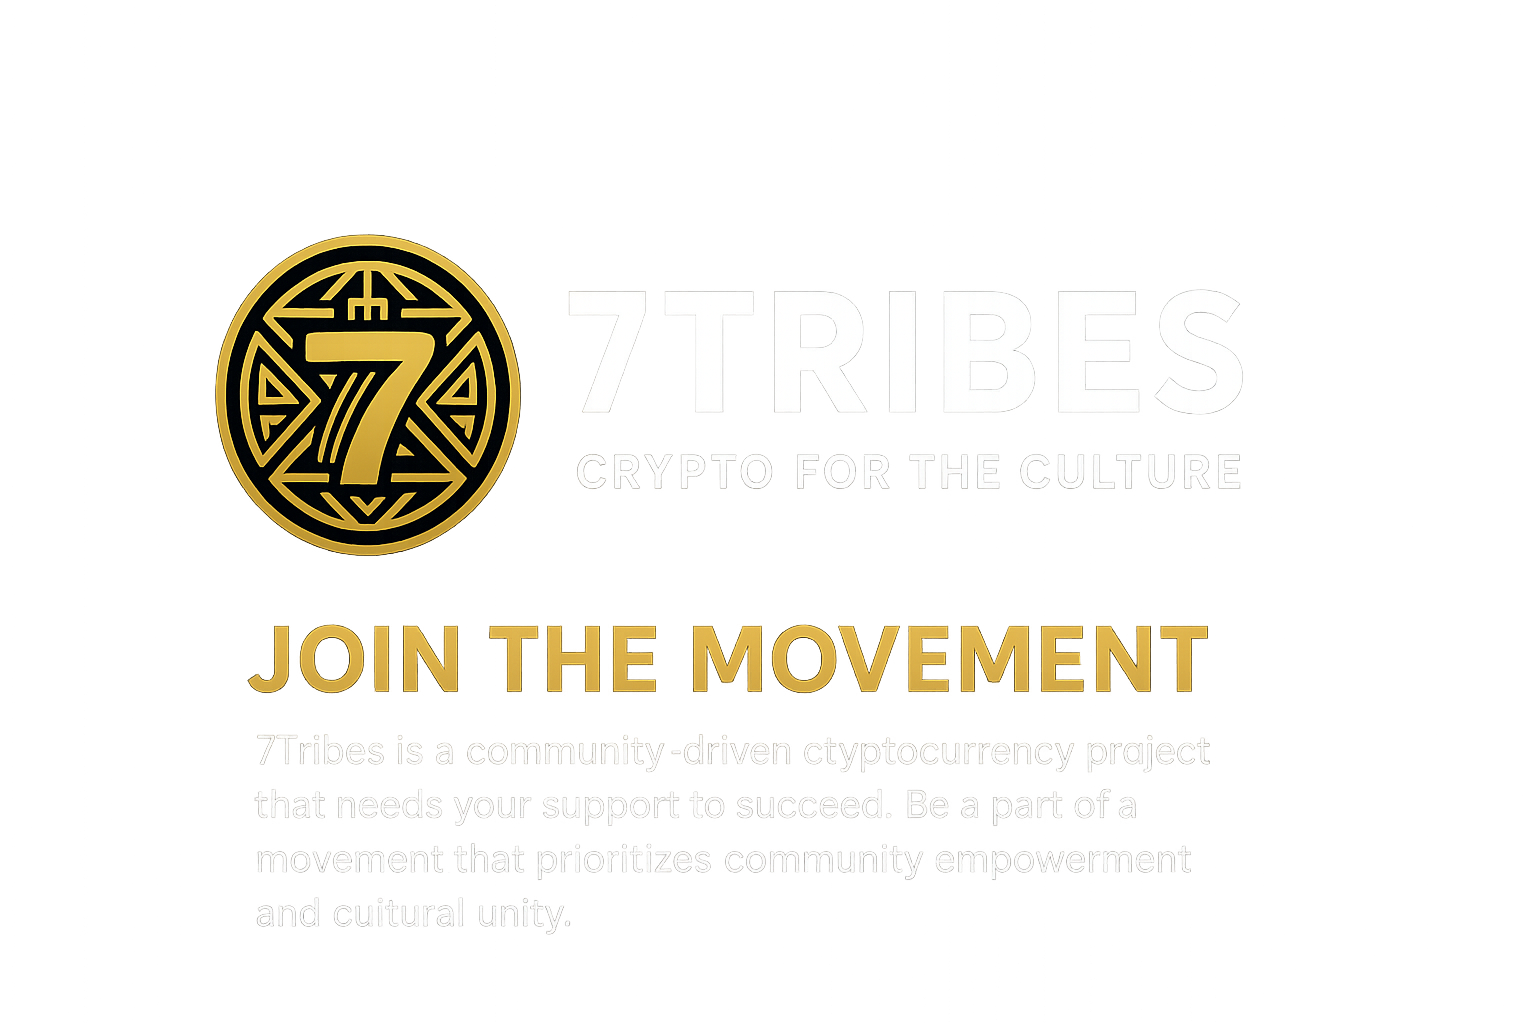 7
7TRIBES
CRYPTO FOR THE CULTURE
JOIN THE MOVEMENT
7Tribes is a community-driven ctyptocurrency project
that needs your support to succeed. Be a part of a
movement that prioritizes community empowerment
and cuitural unity.